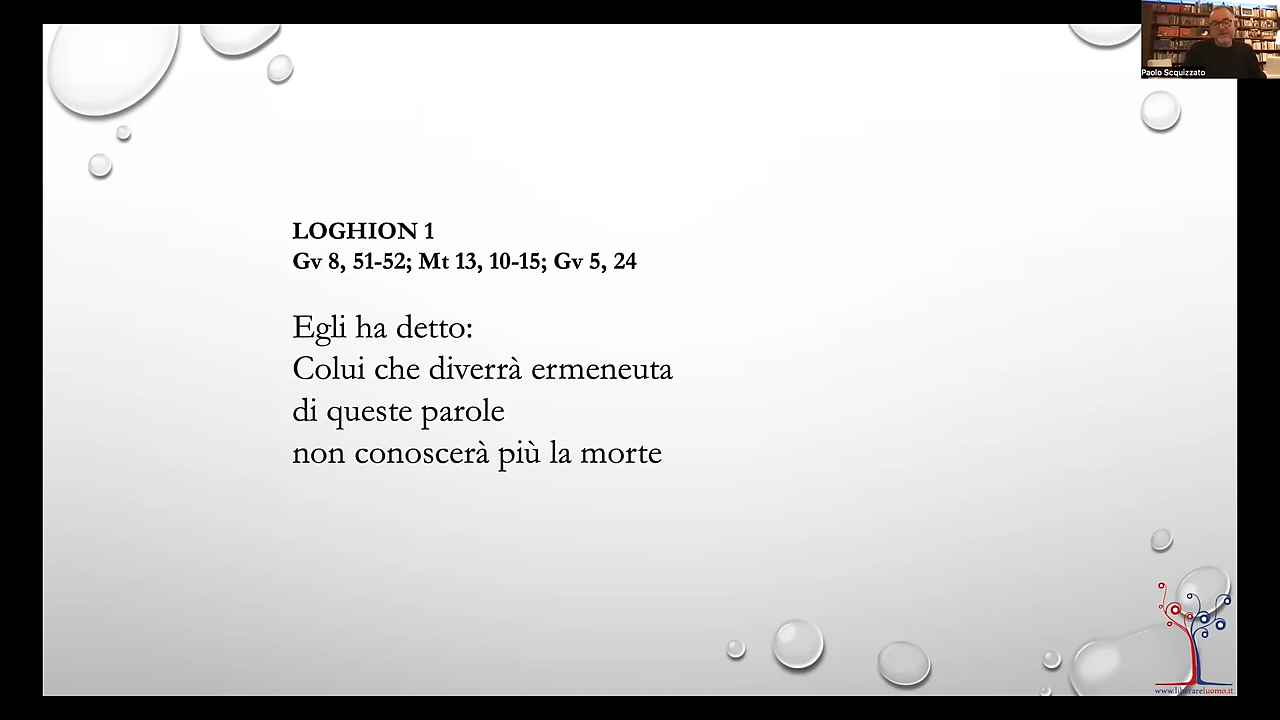 Paolo Scquizzato
LOGHION 1
Gv 8, 51-52; Mt 13, 10-15; Gv 5, 24
Egli ha detto:
Colui che diverrà ermeneuta
di queste parole
non conoscerà più la morte
www.liberareluomo.it